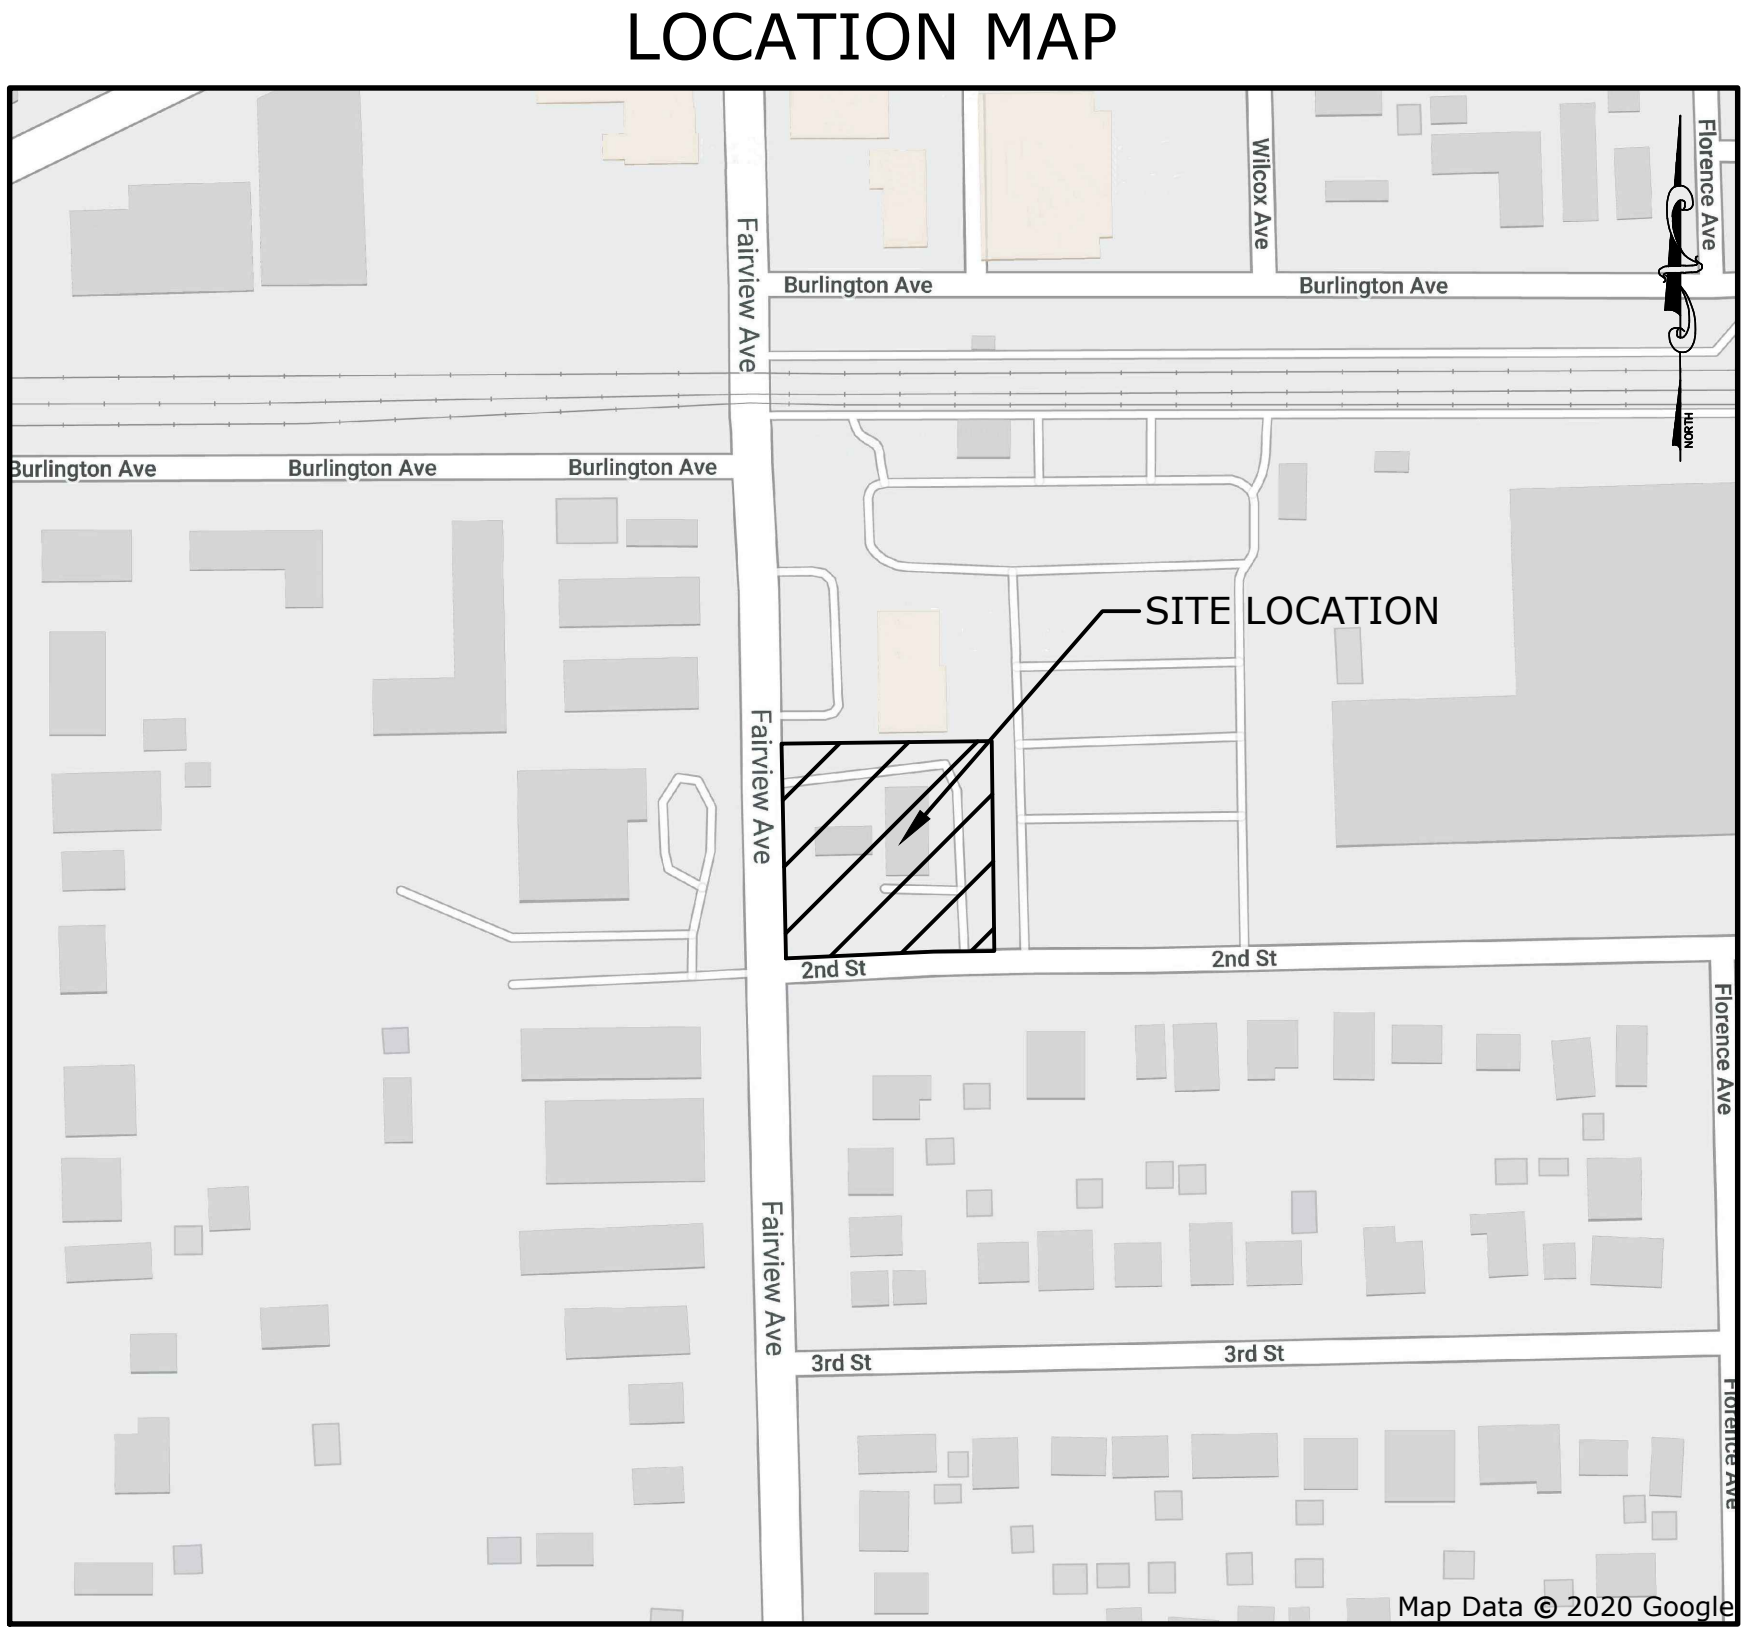 LOCATION MAP
Florence Ave
Wilcox Ave
Fairview Ave
Burlington Ave
Burlington Ave
NORTH
Burlington Ave
Burlington Ave
Burlington Ave
SITE LOCATION
Fairview Ave
2nd St
2nd St
Florence Ave
Fairview Ave
3rd St
3rd St
Florence Ave
Map Data © 2020 Google